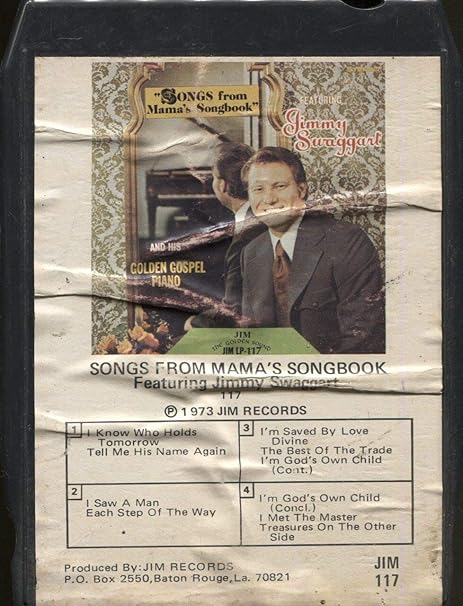 "SONGS from
Mama's Songbook"
FEATURING
Jimmy
Swaggart
AND HIS
GOLDEN GOSPEL
PIANO
JIM
THE GOLDEN SOUND
JIM LP-117
SONGS FROM MAMA'S SONGBOOK
Featuring Jimmy Swaggart
117
Ⓟ 1973 JIM RECORDS
1
I Know Who Holds
Tomorrow
Tell Me His Name Again
2
I Saw A Man
Each Step Of The Way
3
I'm Saved By Love
Divine
The Best Of The Trade
I'm God's Own Child
(Cont.)
4
I'm God's Own Child
(Concl.)
I Met The Master
Treasures On The Other
Side
Produced By: JIM RECORDS
P.O. Box 2550, Baton Rouge, La. 70821
JIM
117